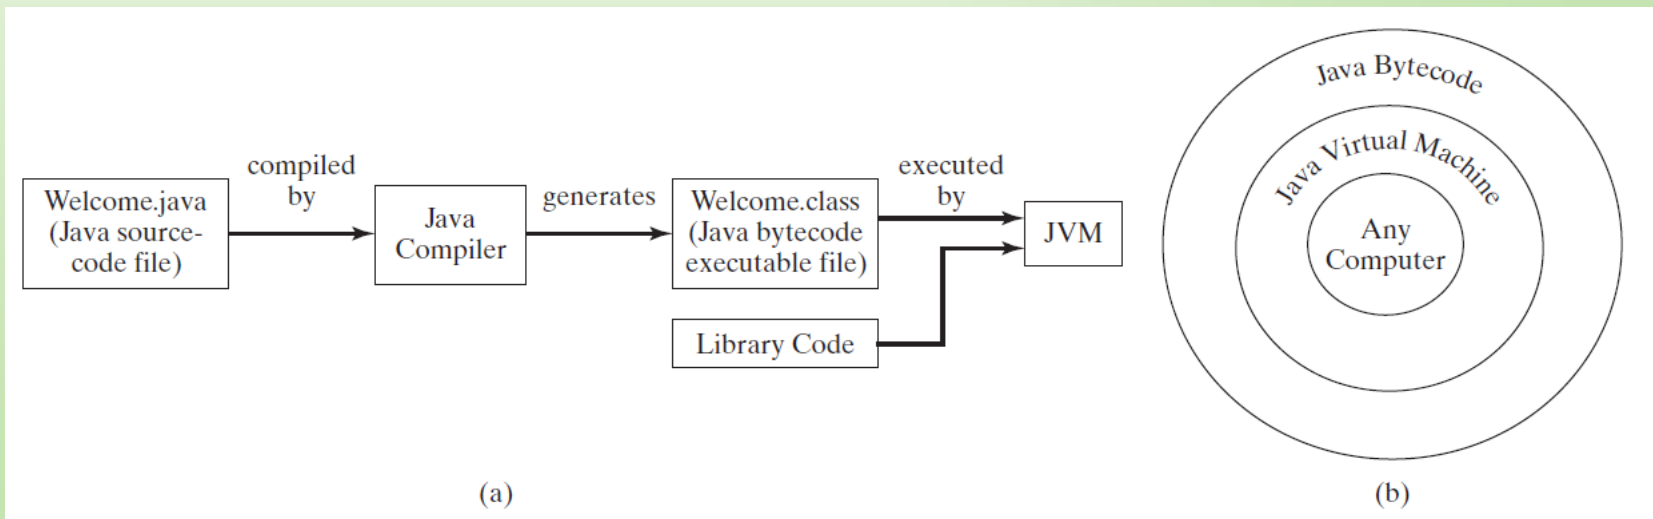 Welcome.java
(Java source-
code file)
compiled
by
Java
Compiler
generates
Welcome.class
(Java bytecode
executable file)
executed
by
JVM
Library Code
(a)
Java Bytecode
Java Virtual Machine
Any
Computer
(b)